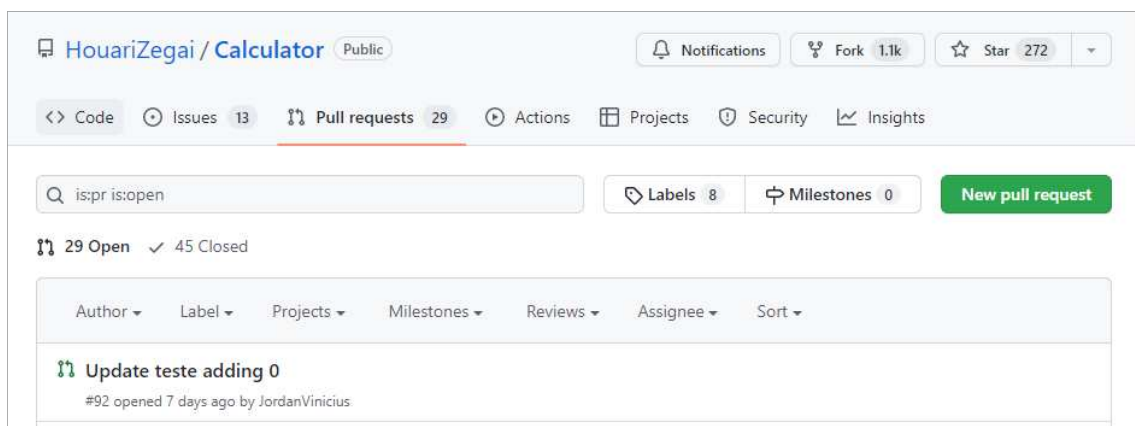 HouariZegai / Calculator Public Notifications Fork 1.1k Star 272
Code Issues 13 Pull requests 29 Actions Projects Security Insights
is:pr is:open Labels 8 Milestones 0 New pull request
29 Open 45 Closed
Author Label Projects Milestones Reviews Assignee Sort
Update teste adding 0
#92 opened 7 days ago by JordanVinicius